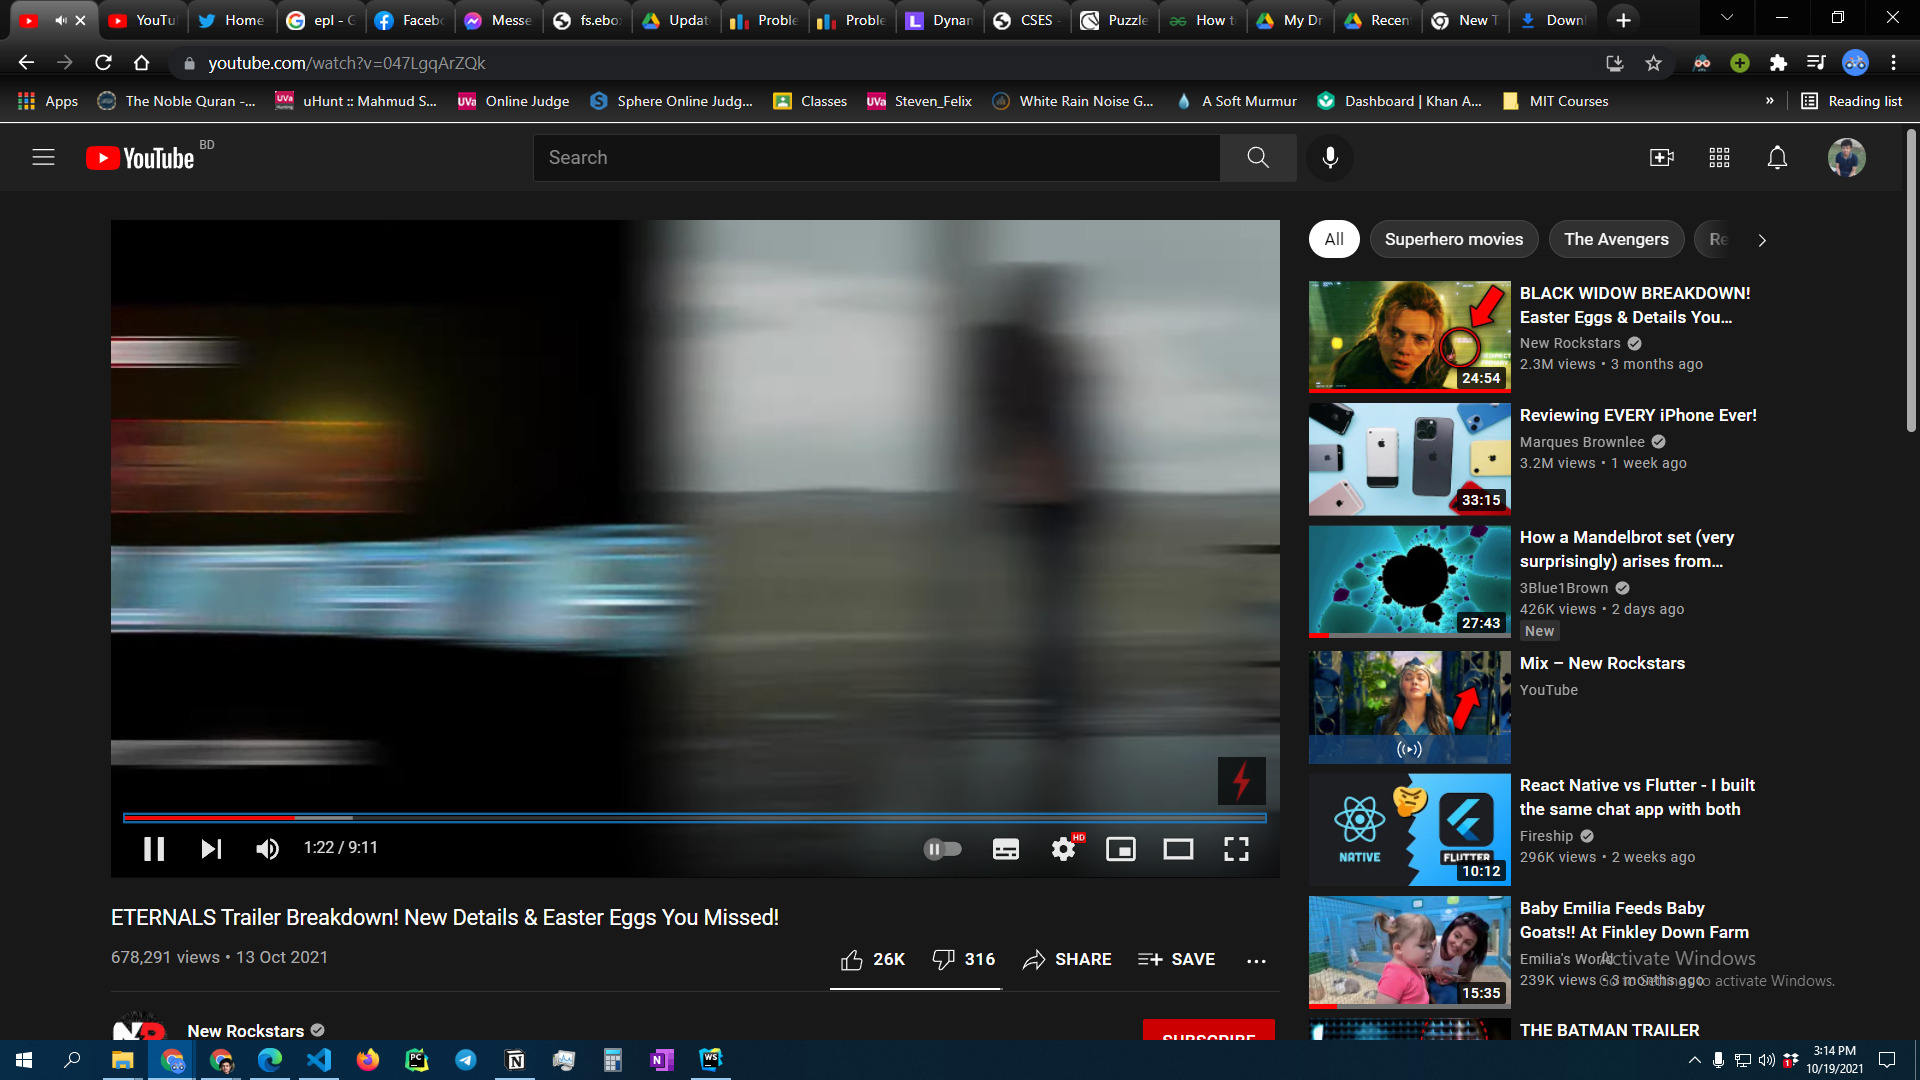 YouTu
Home
epl - G
Faceb
Messe
fs.ebo
Updat
Proble
Proble
Dynan
CSES -
Puzzle
How t
My Dr
Recen
New T
Downl
youtube.com/watch?v=047LgqArZQk
Apps
The Noble Quran -...
uHunt :: Mahmud S...
Online Judge
Sphere Online Judg...
Classes
Steven_Felix
White Rain Noise G...
A Soft Murmur
Dashboard | Khan A...
MIT Courses
»
Reading list
YouTube BD
Search
All
Superhero movies
The Avengers
Re
BLACK WIDOW BREAKDOWN!
Easter Eggs & Details You...
New Rockstars
2.3M views • 3 months ago
24:54
Reviewing EVERY iPhone Ever!
Marques Brownlee
3.2M views • 1 week ago
33:15
How a Mandelbrot set (very
surprisingly) arises from...
3Blue1Brown
426K views • 2 days ago
New
27:43
Mix – New Rockstars
YouTube
React Native vs Flutter - I built
the same chat app with both
Fireship
296K views • 2 weeks ago
NATIVE
FLUTTER
10:12
Baby Emilia Feeds Baby
Goats!! At Finkley Down Farm
Emilia's World
239K views • 3 months ago
15:35
THE BATMAN TRAILER
1:22 / 9:11
HD
ETERNALS Trailer Breakdown! New Details & Easter Eggs You Missed!
678,291 views • 13 Oct 2021
26K
316
SHARE
SAVE
New Rockstars
SUBSCRIBE
Activate Windows
Go to Settings to activate Windows.
3:14 PM
10/19/2021